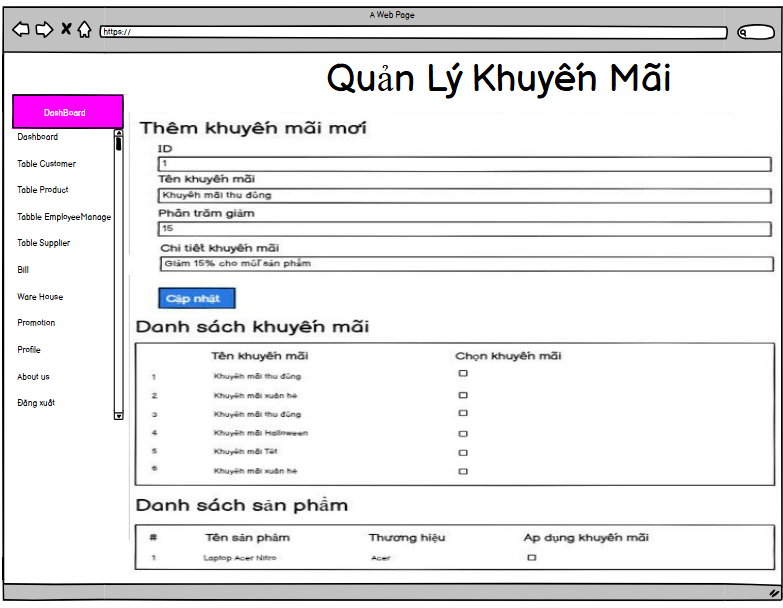 A Web Page
https://
Quản Lý Khuyến Mãi
DashBoard
Dashboard
Table Customer
Table Product
Tabble EmployeeManage
Table Supplier
Bill
Ware House
Promotion
Profile
About us
Đăng xuất
Thêm khuyến mãi mới
ID
1
Tên khuyến mãi
Khuyến mãi thu đông
Phần trăm giảm
15
Chi tiết khuyến mãi
Giảm 15% cho mỗi sản phẩm
Cập nhật
Danh sách khuyến mãi
Tên khuyến mãi Chọn khuyến mãi
1 Khuyến mãi thu đông
2 Khuyến mãi xuân hè
3 Khuyến mãi thu đông
4 Khuyến mãi Halloween
5 Khuyến mãi Tết
6 Khuyến mãi xuân hè
Danh sách sản phẩm
# Tên sản phẩm Thương hiệu Áp dụng khuyến mãi
1 Laptop Acer Nitro Acer